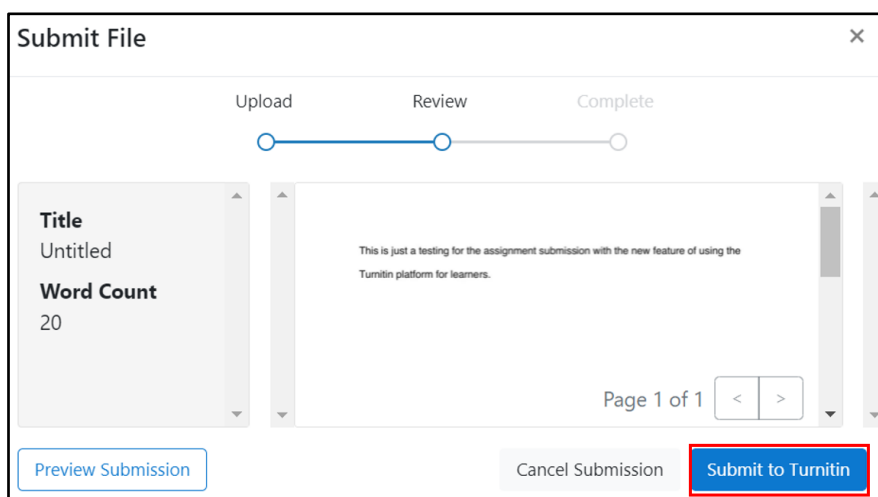 Submit File ×
Upload Review Complete
Title
Untitled
Word Count
20
This is just a testing for the assignment submission with the new feature of using the
Turnitin platform for learners.
Page 1 of 1 < >
Preview Submission Cancel Submission Submit to Turnitin